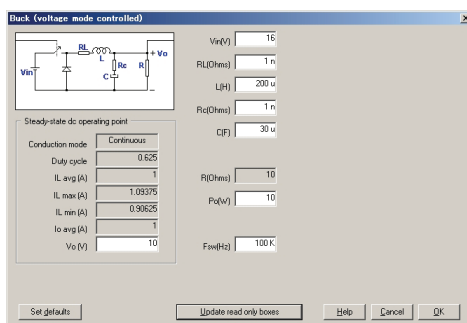 Buck (voltage mode controlled)
Vin
RL
L
Rc
C
R
+ Vo
−
Vin(V) 16
RL(Ohms) 1 n
L(H) 200 u
Rc(Ohms) 1 n
C(F) 30 u
R(Ohms) 10
Po(W) 10
Fsw(Hz) 100 K
Steady-state dc operating point
Conduction mode Continuous
Duty cycle 0.625
IL avg (A) 1
IL max (A) 1.09375
IL min (A) 0.90625
Io avg (A) 1
Vo (V) 10
Set defaults
Update read only boxes
Help
Cancel
OK